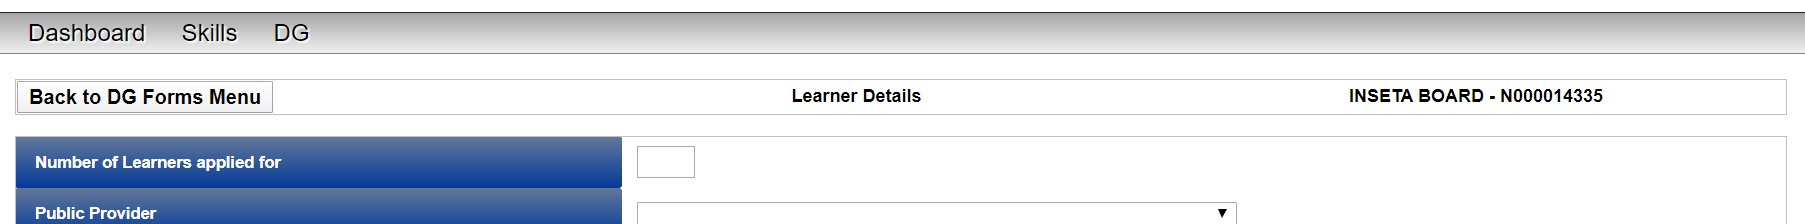 Dashboard Skills DG
Back to DG Forms Menu Learner Details INSETA BOARD - N000014335
Number of Learners applied for
Public Provider